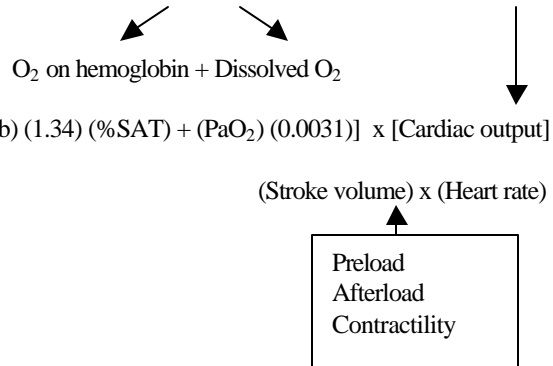 O₂ on hemoglobin + Dissolved O₂
b) (1.34) (%SAT) + (PaO₂) (0.0031)] x [Cardiac output]
(Stroke volume) x (Heart rate)
Preload
Afterload
Contractility